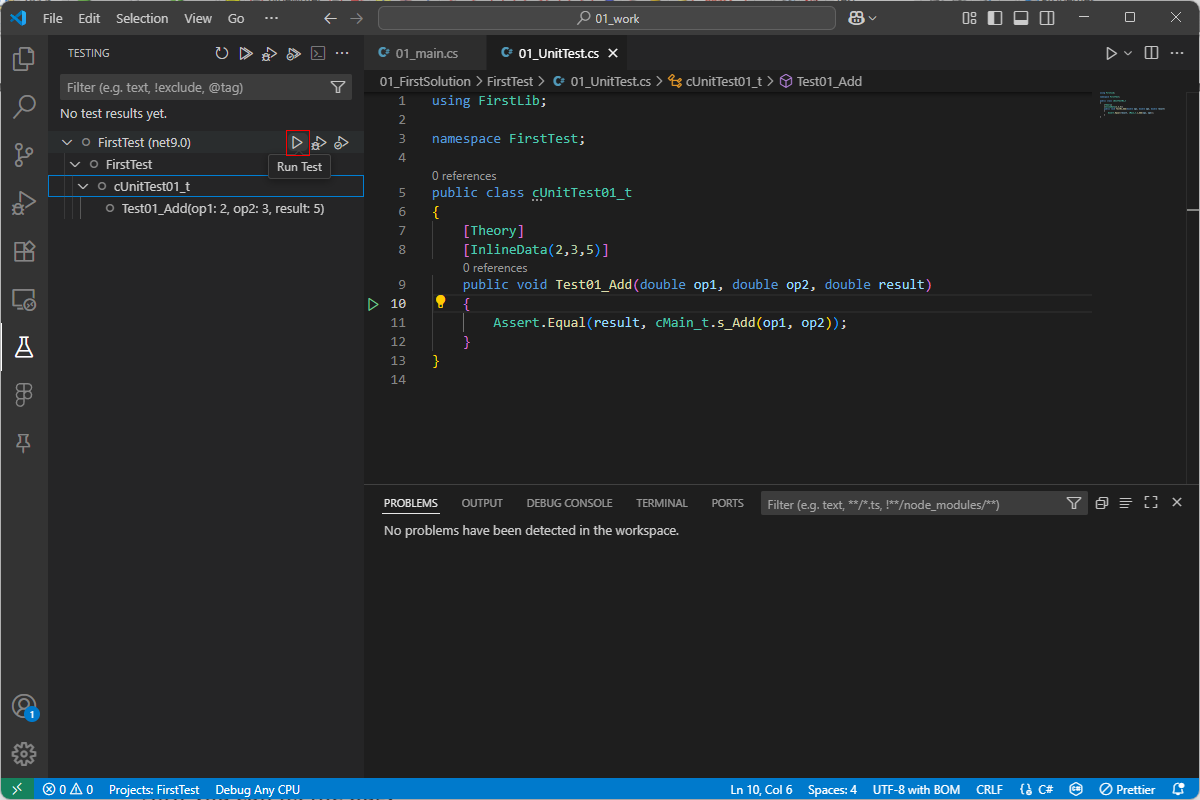 File Edit Selection View Go ··· 01_work
TESTING
01_main.cs 01_UnitTest.cs
Filter (e.g. text, !exclude, @tag)
01_FirstSolution > FirstTest > 01_UnitTest.cs > cUnitTest01_t > Test01_Add
No test results yet.
FirstTest (net9.0)
Run Test
FirstTest
cUnitTest01_t
Test01_Add(op1: 2, op2: 3, result: 5)
1 using FirstLib;
2
3 namespace FirstTest;
4
0 references
5 public class cUnitTest01_t
6 {
7 [Theory]
8 [InlineData(2,3,5)]
0 references
9 public void Test01_Add(double op1, double op2, double result)
10 {
11 Assert.Equal(result, cMain_t.s_Add(op1, op2));
12 }
13 }
14
PROBLEMS OUTPUT DEBUG CONSOLE TERMINAL PORTS Filter (e.g. text, **/*.ts, !**/node_modules/**)
No problems have been detected in the workspace.
1
0 0 Projects: FirstTest Debug Any CPU Ln 10, Col 6 Spaces: 4 UTF-8 with BOM CRLF {} C# Prettier